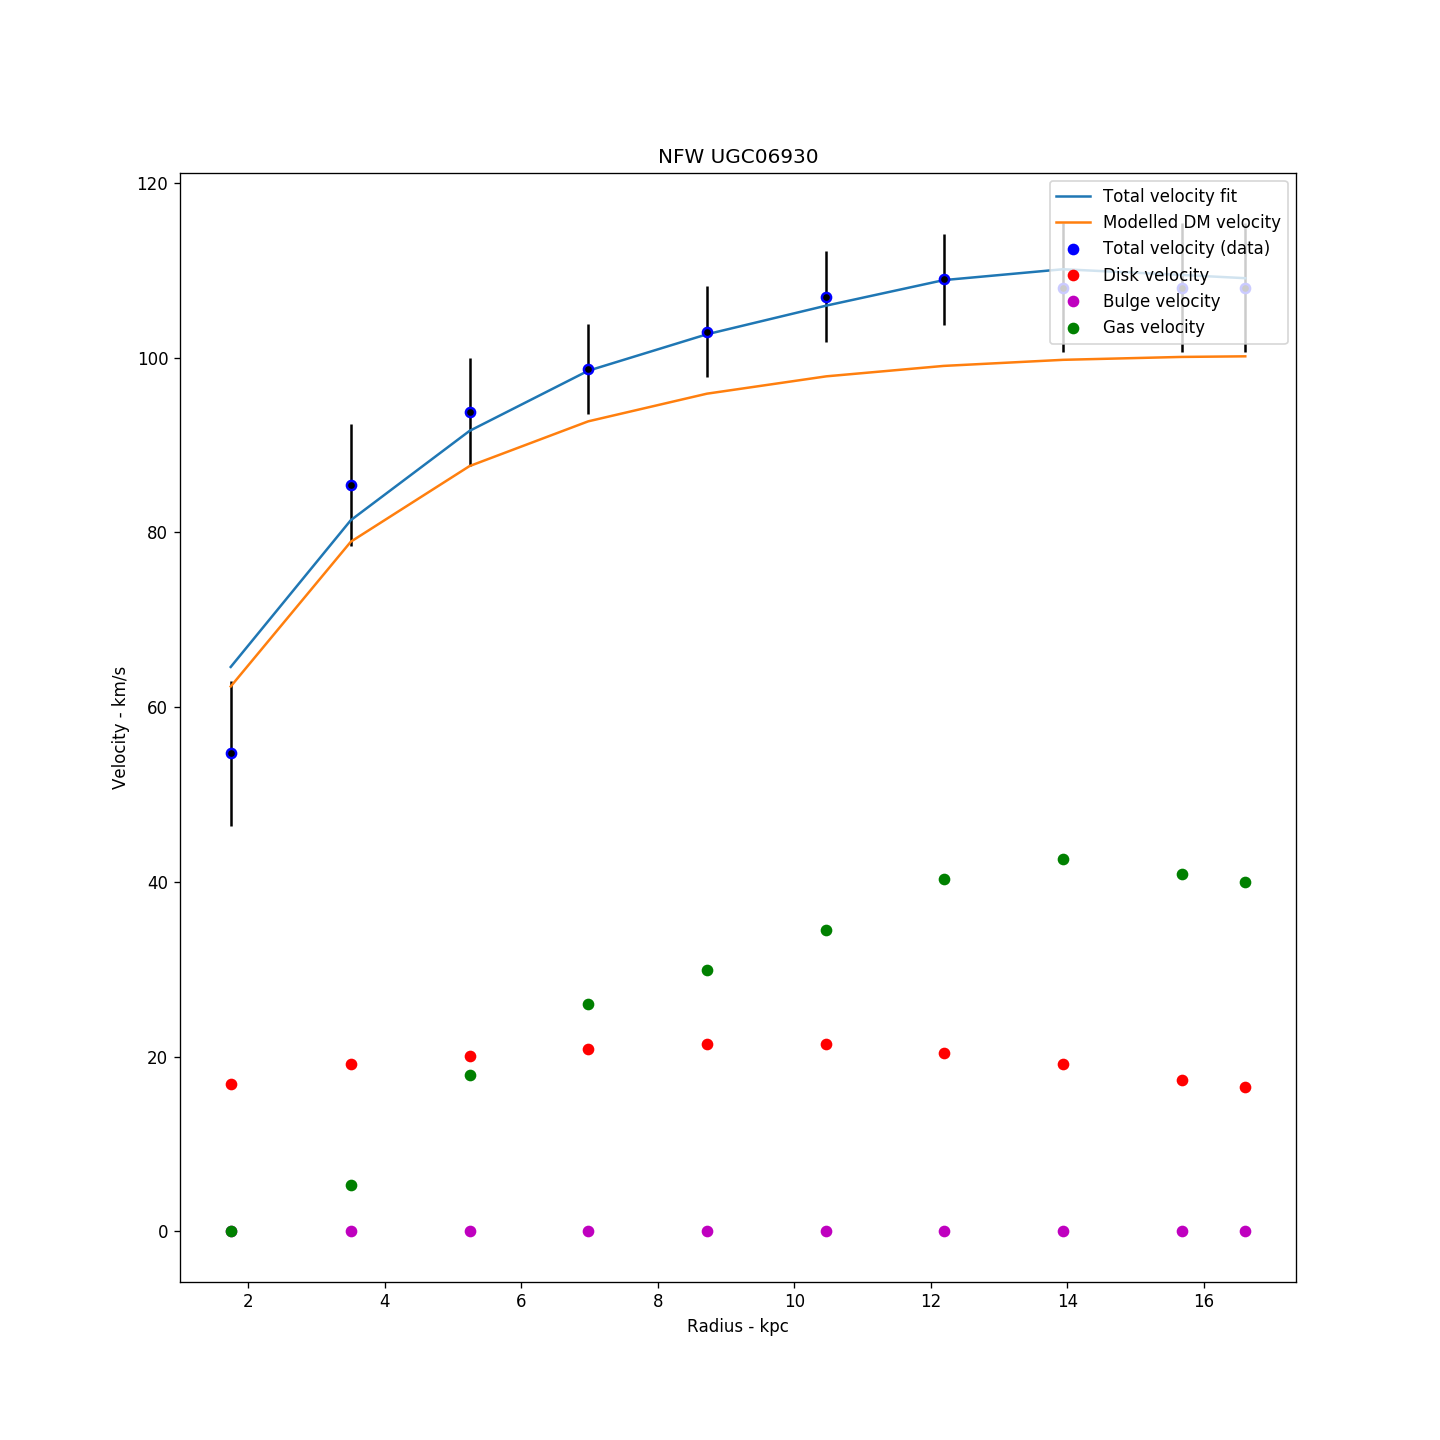 NFW UGC06930
Total velocity fit
Modelled DM velocity
Total velocity (data)
Disk velocity
Bulge velocity
Gas velocity
120
100
80
60
40
20
0
Velocity - km/s
2 4 6 8 10 12 14 16
Radius - kpc